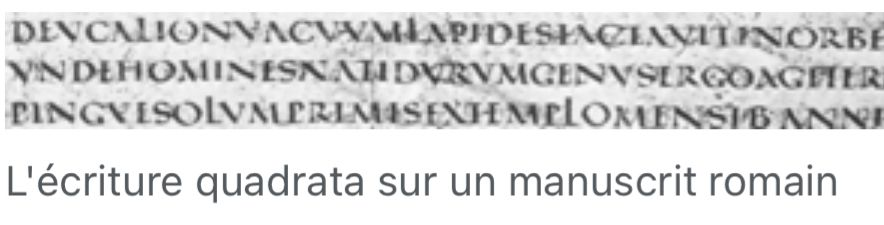 DEVCALIONVACVVMLAPIDESIACTAVITINORBE
VNDEHOMINESNATIDVRVMGENVSERGOAGETER
PINGVESOLVMPRIMISEXTEMPLOMENSIBANNI
L'écriture quadrata sur un manuscrit romain